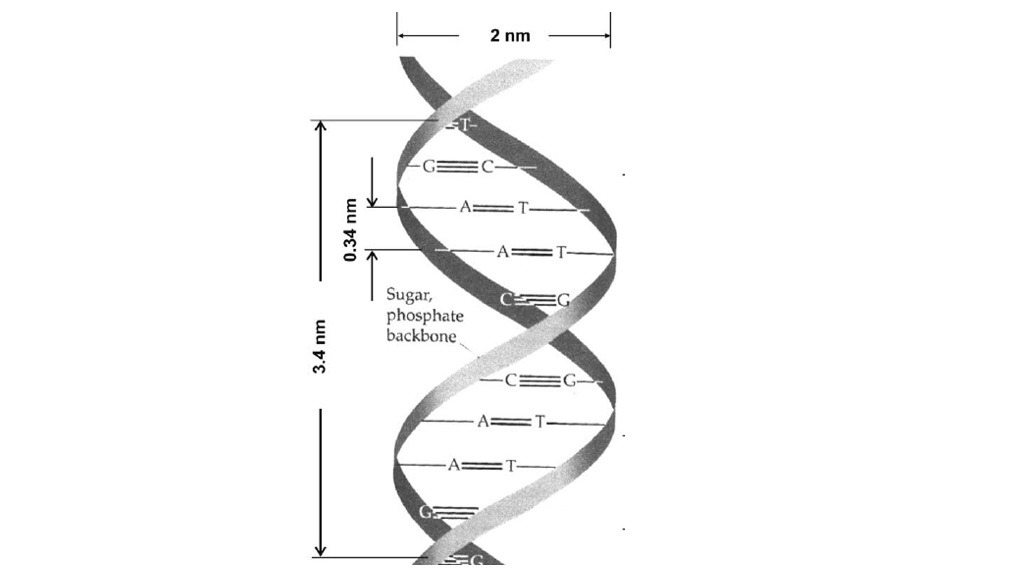 2 nm
T
G C
A T
0.34 nm
A T
C G
Sugar,
phosphate
backbone
3.4 nm
C G
A T
A T
G
G